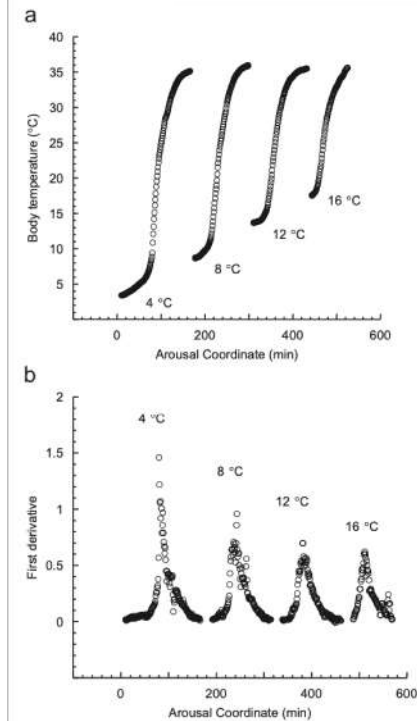 a
40
35
30
25
20
15
10
5
Body temperature (°C)
4 °C
8 °C
12 °C
16 °C
0
200
400
600
Arousal Coordinate (min)
b
2
1.5
1
0.5
0
First derivative
4 °C
8 °C
12 °C
16 °C
0
200
400
600
Arousal Coordinate (min)